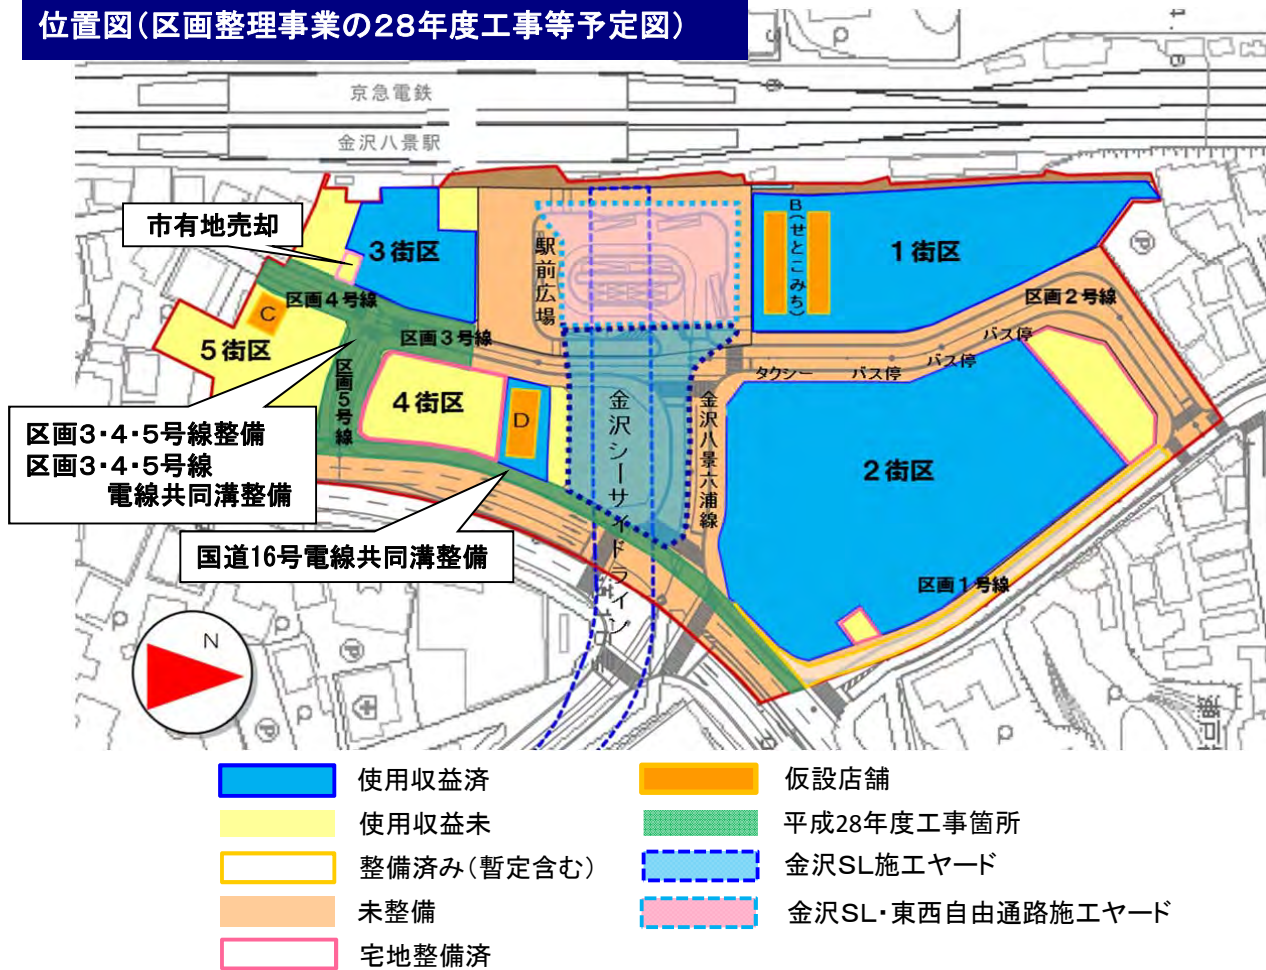 位置図(区画整理事業の28年度工事等予定図)
京急電鉄
金沢八景駅
市有地売却
3街区
駅前広場
B(せとこみち)
1街区
区画2号線
区画4号線
C
区画3号線
バス停
5街区
バス停
タクシー
バス停
区画5号線
4街区
D
金沢シーサイドライン
金沢八景六浦線
区画3・4・5号線整備
区画3・4・5号線
電線共同溝整備
2街区
国道16号電線共同溝整備
区画1号線
N
使用収益済
仮設店舗
使用収益未
平成28年度工事箇所
整備済み(暫定含む)
金沢SL施工ヤード
未整備
金沢SL・東西自由通路施工ヤード
宅地整備済